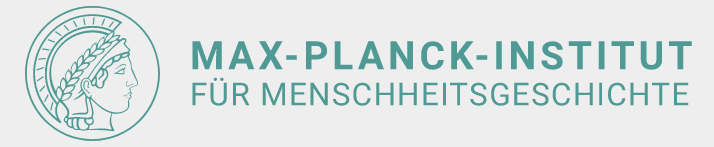 MAX-PLANCK-INSTITUT
FÜR MENSCHHEITSGESCHICHTE